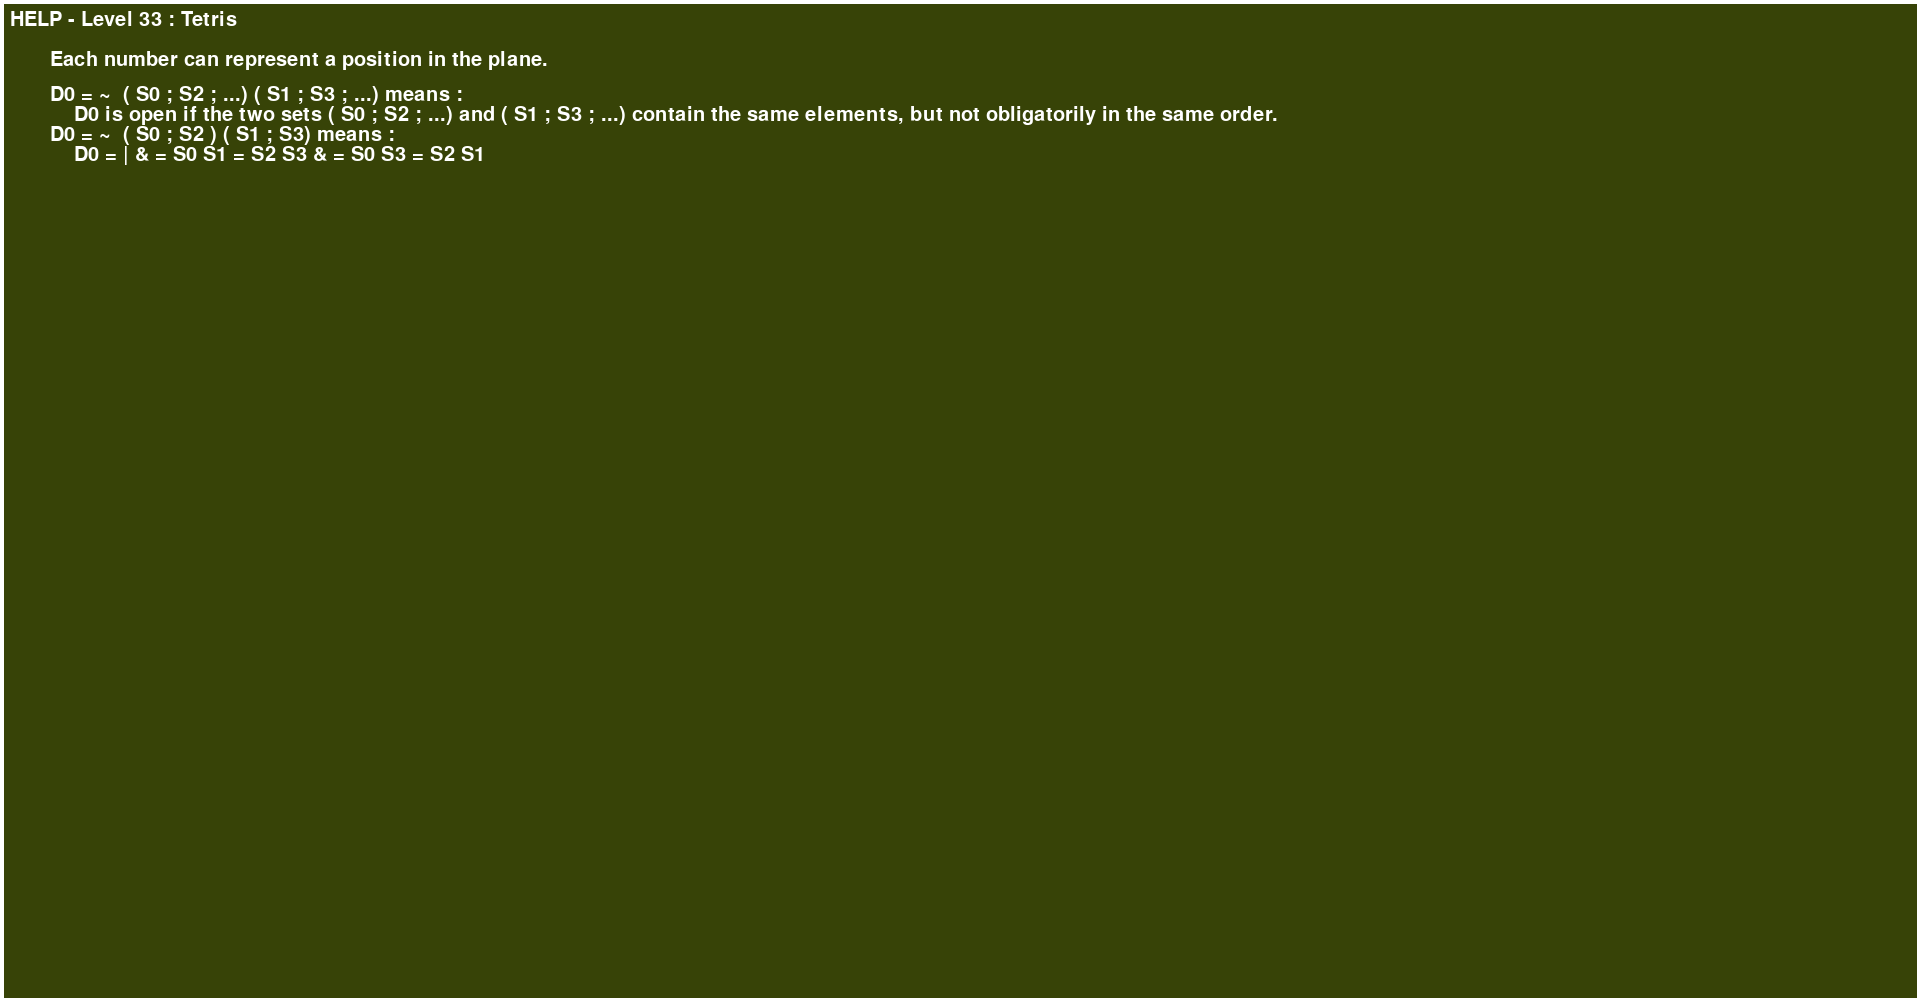 HELP - Level 33 : Tetris
Each number can represent a position in the plane.
D0 = ~  ( S0 ; S2 ; ...) ( S1 ; S3 ; ...) means :
D0 is open if the two sets ( S0 ; S2 ; ...) and ( S1 ; S3 ; ...) contain the same elements, but not obligatorily in the same order.
D0 = ~  ( S0 ; S2 ) ( S1 ; S3) means :
D0 = | & = S0 S1 = S2 S3 & = S0 S3 = S2 S1